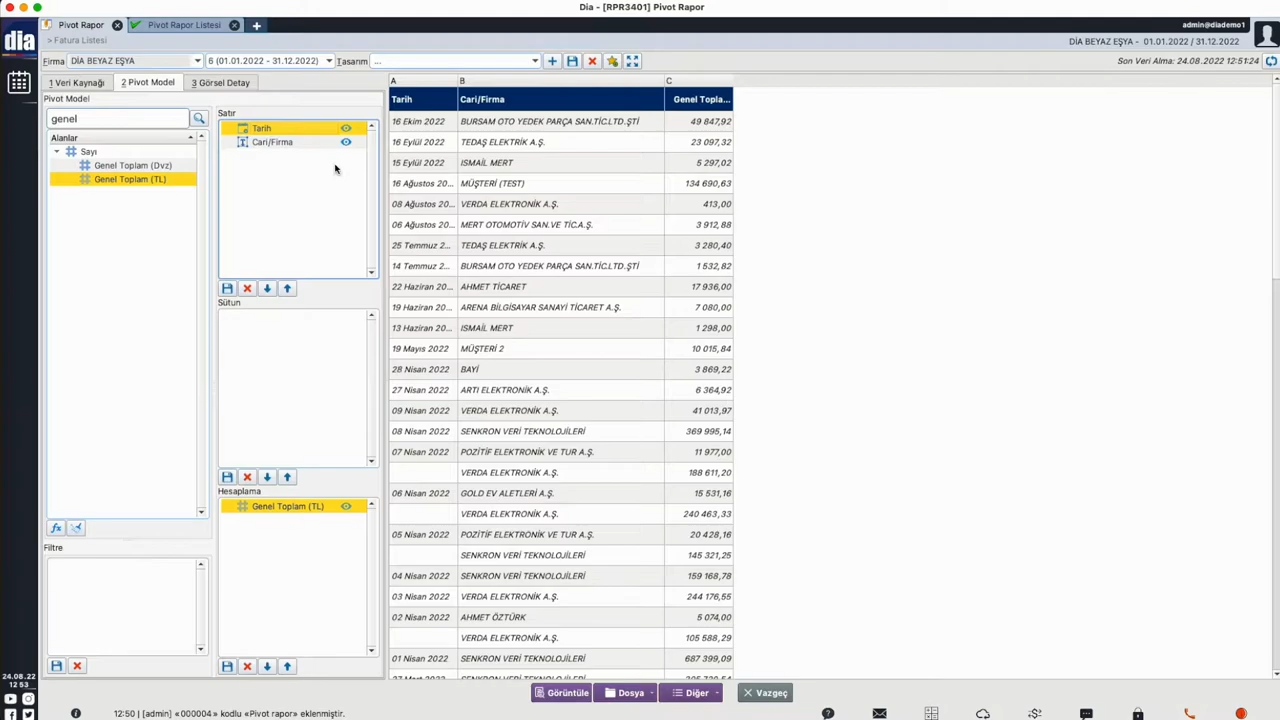 Dia - [RPR3401] Pivot Rapor
dia
Pivot Rapor
Pivot Rapor Listesi
admin@diademo1
> Fatura Listesi
DİA BEYAZ EŞYA - 01.01.2022 / 31.12.2022
Firma DİA BEYAZ EŞYA 6 (01.01.2022 - 31.12.2022) Tasarım ...
Son Veri Alma: 24.08.2022 12:51:24
1 Veri Kaynağı 2 Pivot Model 3 Görsel Detay
Pivot Model
genel
Alanlar
Sayı
Genel Toplam (Dvz)
Genel Toplam (TL)
Filtre
Satır
Tarih
Cari/Firma
Sütun
Hesaplama
Genel Toplam (TL)
A B C
Tarih Cari/Firma Genel Topla...
16 Ekim 2022 BURSAM OTO YEDEK PARÇA SAN.TİC.LTD.ŞTİ 49 847,92
16 Eylül 2022 TEDAŞ ELEKTRİK A.Ş. 23 097,32
15 Eylül 2022 ISMAİL MERT 5 297,02
16 Ağustos 20... MÜŞTERİ (TEST) 134 690,63
08 Ağustos 20... VERDA ELEKTRONİK A.Ş. 413,00
06 Ağustos 20... MERT OTOMOTİV SAN.VE TİC.A.Ş. 3 912,88
25 Temmuz 2... TEDAŞ ELEKTRİK A.Ş. 3 280,40
14 Temmuz 2... BURSAM OTO YEDEK PARÇA SAN.TİC.LTD.ŞTİ 1 532,82
22 Haziran 20... AHMET TİCARET 17 936,00
19 Haziran 20... ARENA BİLGİSAYAR SANAYİ TİCARET A.Ş. 7 080,00
13 Haziran 20... ISMAİL MERT 1 298,00
19 Mayıs 2022 MÜŞTERİ 2 10 015,84
28 Nisan 2022 BAYİ 3 869,22
27 Nisan 2022 ARTI ELEKTRONİK A.Ş. 6 364,92
09 Nisan 2022 VERDA ELEKTRONİK A.Ş. 41 013,97
08 Nisan 2022 SENKRON VERİ TEKNOLOJİLERİ 369 995,14
07 Nisan 2022 POZİTİF ELEKTRONİK VE TUR A.Ş. 11 977,00
VERDA ELEKTRONİK A.Ş. 188 611,20
06 Nisan 2022 GOLD EV ALETLERİ A.Ş. 15 531,16
VERDA ELEKTRONİK A.Ş. 240 463,33
05 Nisan 2022 POZİTİF ELEKTRONİK VE TUR A.Ş. 20 428,16
SENKRON VERİ TEKNOLOJİLERİ 145 321,25
04 Nisan 2022 SENKRON VERİ TEKNOLOJİLERİ 159 168,78
03 Nisan 2022 VERDA ELEKTRONİK A.Ş. 244 176,55
02 Nisan 2022 AHMET ÖZTÜRK 5 074,00
VERDA ELEKTRONİK A.Ş. 105 588,29
01 Nisan 2022 SENKRON VERİ TEKNOLOJİLERİ 687 399,09
Görüntüle Dosya Diğer Vazgeç
24.08.22
12 53
12:50 | [admin] «000004» kodlu «Pivot rapor» eklenmiştir.